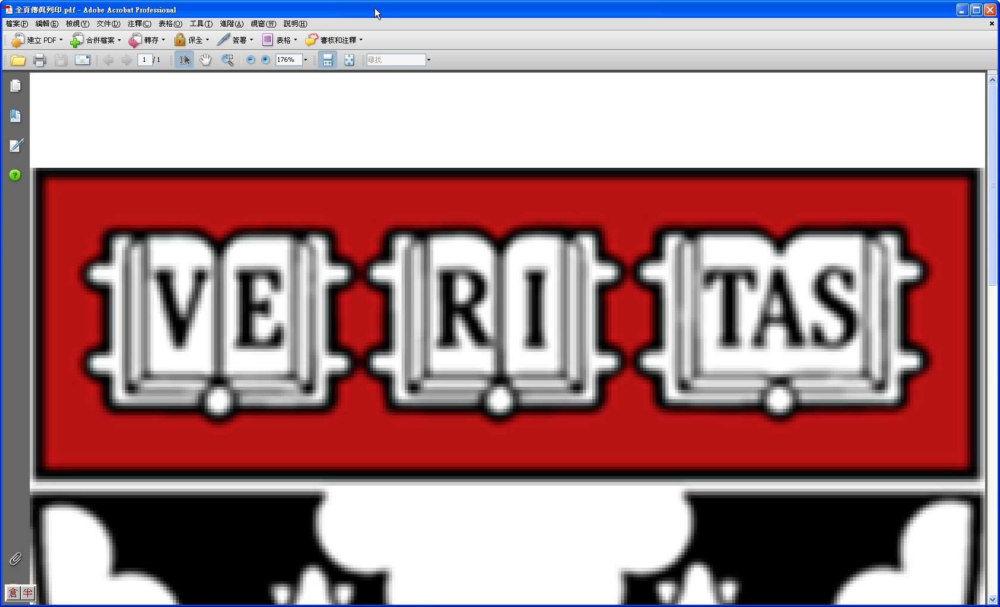 全頁傳真列印.pdf - Adobe Acrobat Professional
檔案(F) 編輯(E) 檢視(V) 文件(D) 注釋(C) 表格(O) 工具(T) 進階(A) 視窗(W) 說明(H)
建立 PDF 合併檔案 轉存 保全 簽署 表格 審核和注釋
1 / 1 176% 尋找
VE RI TAS
倉 半